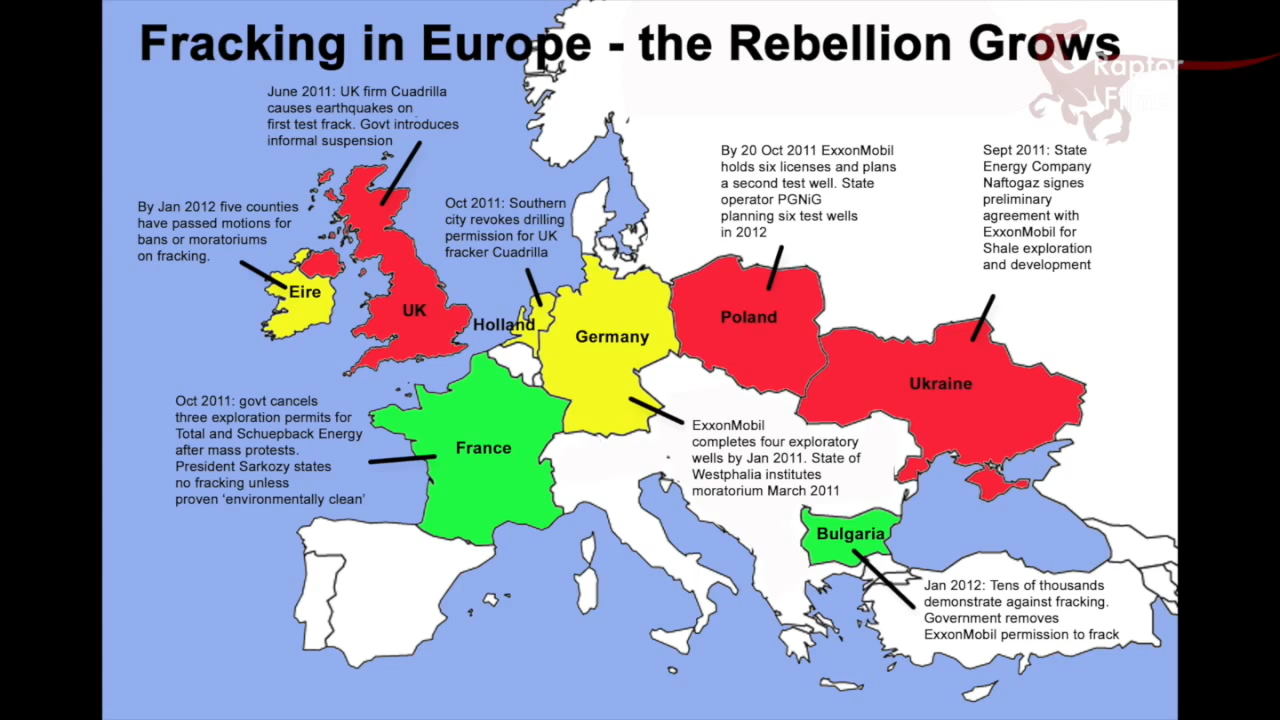 Fracking in Europe - the Rebellion Grows
Raptor
Films
June 2011: UK firm Cuadrilla
causes earthquakes on
first test frack. Govt introduces
informal suspension
By 20 Oct 2011 ExxonMobil
holds six licenses and plans
a second test well. State
operator PGNiG
planning six test wells
in 2012
Sept 2011: State
Energy Company
Naftogaz signes
preliminary
agreement with
ExxonMobil for
Shale exploration
and development
By Jan 2012 five counties
have passed motions for
bans or moratoriums
on fracking.
Oct 2011: Southern
city revokes drilling
permission for UK
fracker Cuadrilla
Eire
UK
Holland
Germany
Poland
Ukraine
Oct 2011: govt cancels
three exploration permits for
Total and Schuepback Energy
after mass protests.
President Sarkozy states
no fracking unless
proven ‘environmentally clean’
France
ExxonMobil
completes four exploratory
wells by Jan 2011. State of
Westphalia institutes
moratorium March 2011
Bulgaria
Jan 2012: Tens of thousands
demonstrate against fracking.
Government removes
ExxonMobil permission to frack